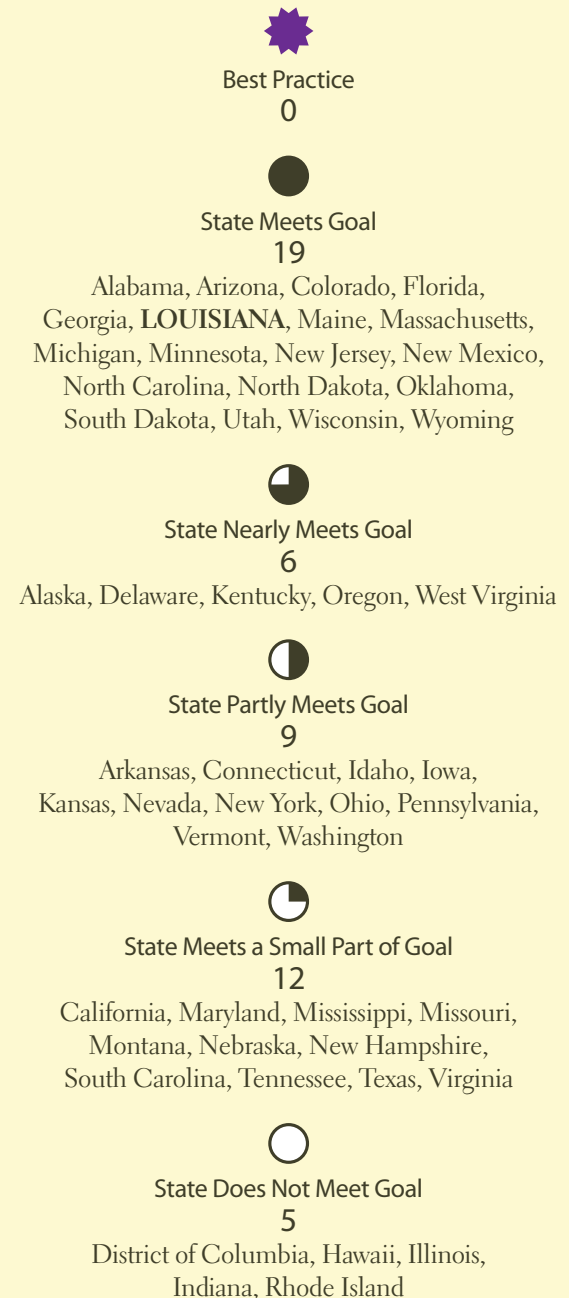 Best Practice
0
State Meets Goal
19
Alabama, Arizona, Colorado, Florida,
Georgia, LOUISIANA, Maine, Massachusetts,
Michigan, Minnesota, New Jersey, New Mexico,
North Carolina, North Dakota, Oklahoma,
South Dakota, Utah, Wisconsin, Wyoming
State Nearly Meets Goal
6
Alaska, Delaware, Kentucky, Oregon, West Virginia
State Partly Meets Goal
9
Arkansas, Connecticut, Idaho, Iowa,
Kansas, Nevada, New York, Ohio, Pennsylvania,
Vermont, Washington
State Meets a Small Part of Goal
12
California, Maryland, Mississippi, Missouri,
Montana, Nebraska, New Hampshire,
South Carolina, Tennessee, Texas, Virginia
State Does Not Meet Goal
5
District of Columbia, Hawaii, Illinois,
Indiana, Rhode Island